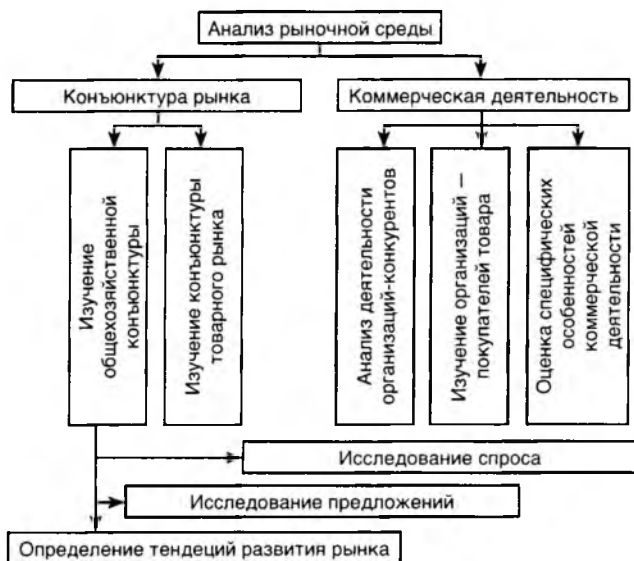 Анализ рыночной среды
Конъюнктура рынка
Коммерческая деятельность
Изучение
общехозяйственной
конъюнктуры
Изучение конъюнктуры
товарного рынка
Анализ деятельности
организаций-конкурентов
Изучение организаций —
покупателей товара
Оценка специфических
особенностей
коммерческой
деятельности
Исследование спроса
Исследование предложений
Определение тендеций развития рынка